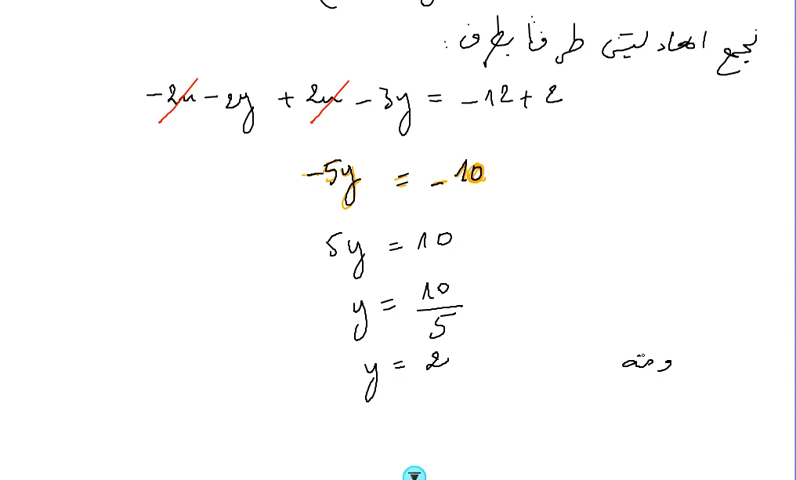 نجمع المعادلتين طرفا بطرف :
-2x - 2y + 2x - 3y = -12 + 2
-5y = -10
5y = 10
y = 10/5
ومنه y = 2